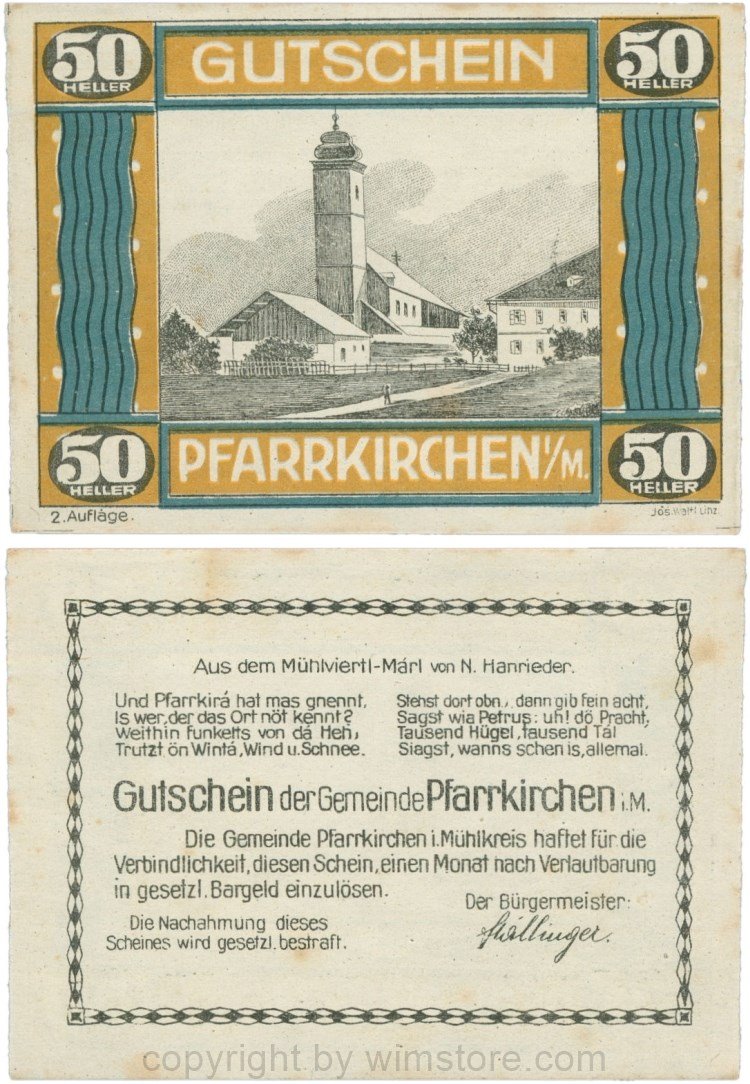 50 HELLER
GUTSCHEIN
50 HELLER
50 HELLER
PFARRKIRCHEN I/M.
50 HELLER
2. Auflage.
Jos. Waltl Linz.
Aus dem Mühlviertl-Márl von N. Hanrieder.
Und Pfarrkirá hat mas gnennt,
Is wer, der das Ort nöt kennt?
Weithin funkelts von dá Heh,
Trutzt ön Wintá, Wind u. Schnee.
Stehst dort obn., dann gib fein acht,
Sagst wia Petrus: uh! dö Pracht,
Tausend Hügel, tausend Tál
Siagst, wanns schen is, allemal.
Gutschein der Gemeinde Pfarrkirchen i. M.
Die Gemeinde Pfarrkirchen i. Mühlkreis haftet für die
Verbindlichkeit, diesen Schein, einen Monat nach Verlautbarung
in gesetzl. Bargeld einzulösen.
Der Bürgermeister:
Die Nachahmung dieses
Scheines wird gesetzl. bestraft.
copyright by wimstore.com